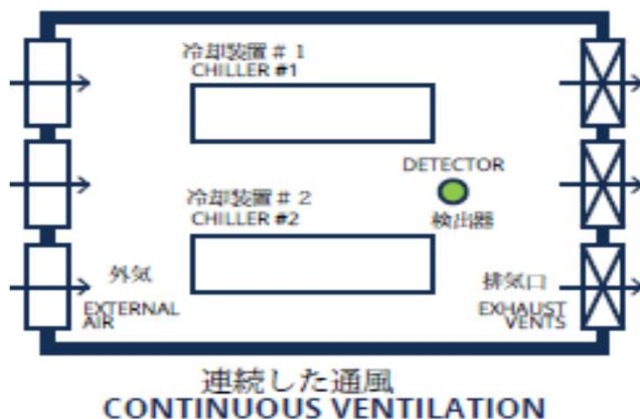 冷却装置＃１
CHILLER #1
DETECTOR
検出器
冷却装置＃２
CHILLER #2
外気
EXTERNAL
AIR
排気口
EXHAUST
VENTS
連続した通風
CONTINUOUS VENTILATION